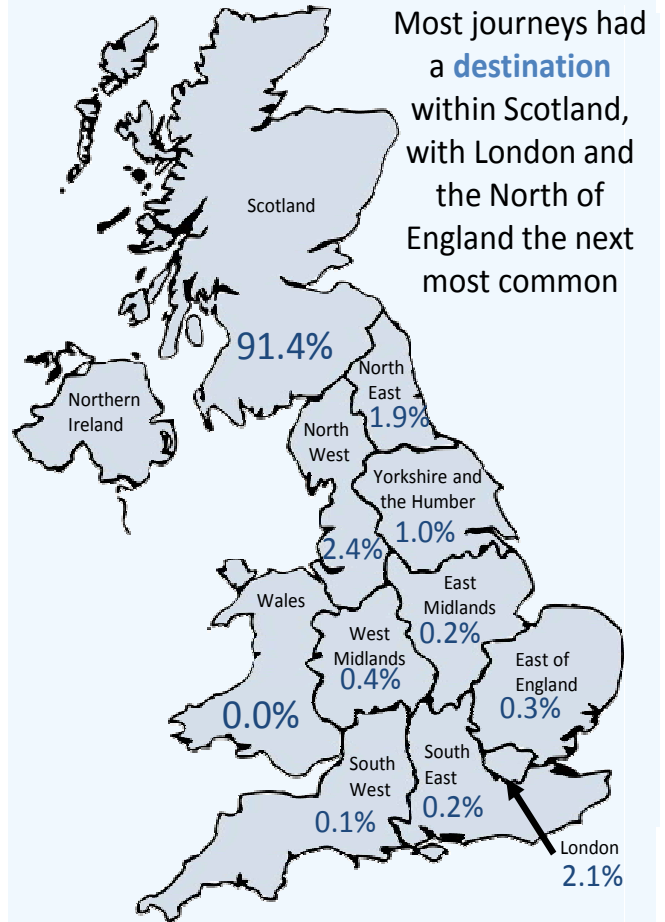 Most journeys had
a destination
within Scotland,
with London and
the North of
England the next
most common
Scotland
91.4%
North
East
1.9%
Northern
Ireland
North
West
2.4%
Yorkshire and
the Humber
1.0%
East
Midlands
0.2%
Wales
0.0%
West
Midlands
0.4%
East of
England
0.3%
South
West
0.1%
South
East
0.2%
London
2.1%